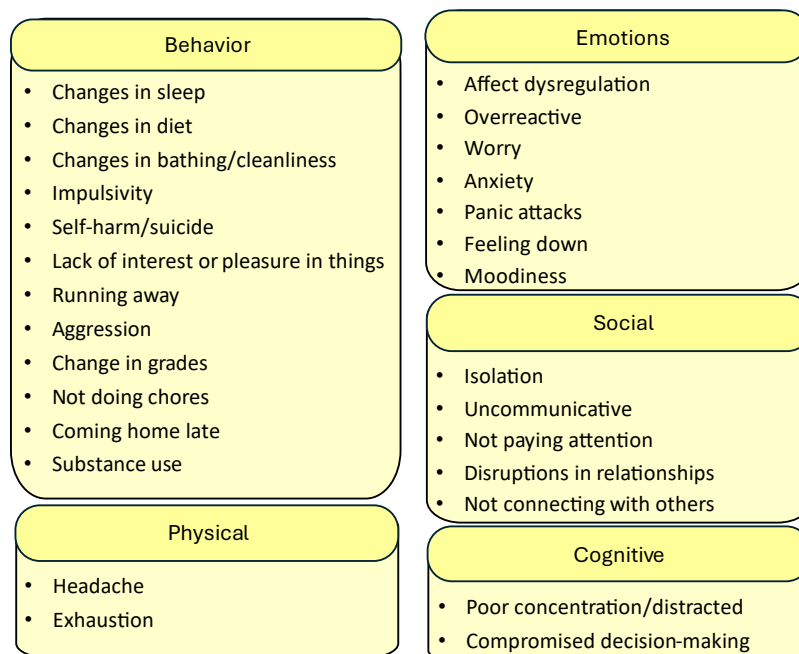 Behavior
• Changes in sleep
• Changes in diet
• Changes in bathing/cleanliness
• Impulsivity
• Self-harm/suicide
• Lack of interest or pleasure in things
• Running away
• Aggression
• Change in grades
• Not doing chores
• Coming home late
• Substance use
Physical
• Headache
• Exhaustion
Emotions
• Affect dysregulation
• Overreactive
• Worry
• Anxiety
• Panic attacks
• Feeling down
• Moodiness
Social
• Isolation
• Uncommunicative
• Not paying attention
• Disruptions in relationships
• Not connecting with others
Cognitive
• Poor concentration/distracted
• Compromised decision-making